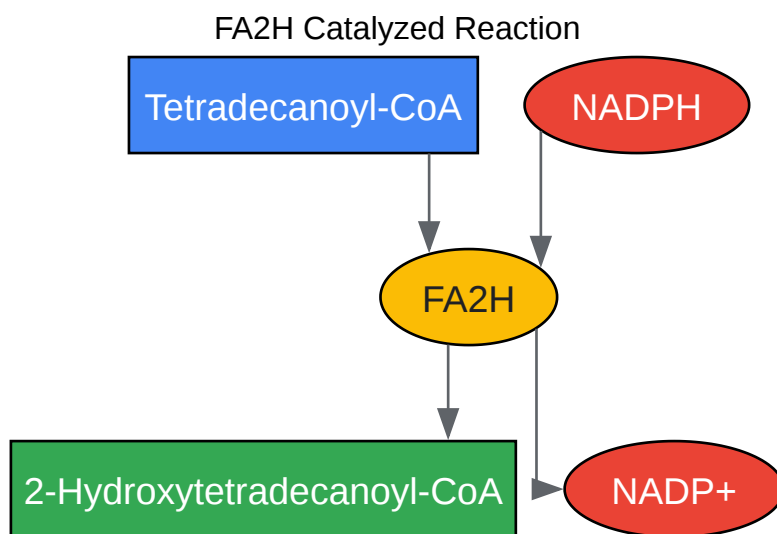 FA2H Catalyzed Reaction
Tetradecanoyl-CoA
NADPH
FA2H
2-Hydroxytetradecanoyl-CoA
NADP+